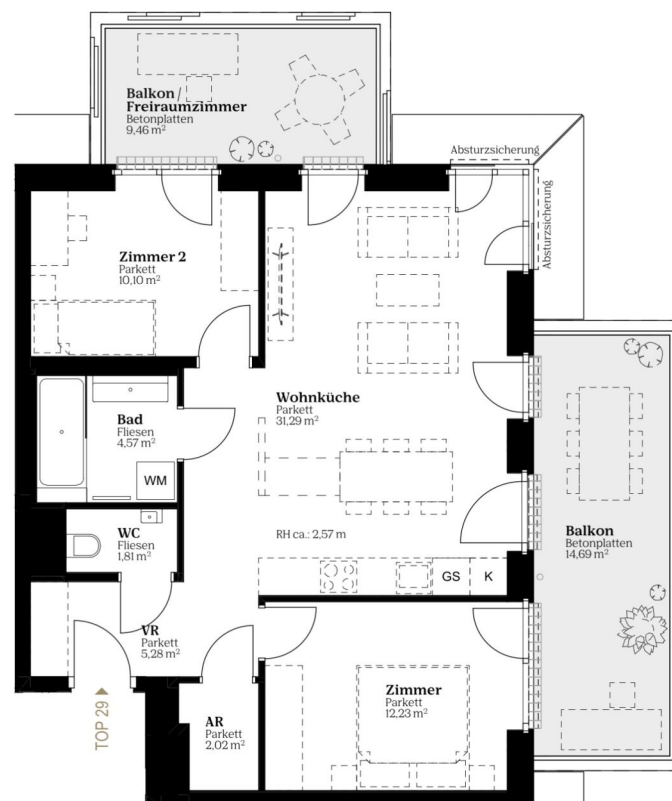 Balkon /
Freiraumzimmer
Betonplatten
9,46 m²
Absturzsicherung
Absturzsicherung
Zimmer 2
Parkett
10,10 m²
Wohnküche
Parkett
31,29 m²
Bad
Fliesen
4,57 m²
WM
WC
Fliesen
1,81 m²
RH ca.: 2,57 m
GS
K
Balkon
Betonplatten
14,69 m²
VR
Parkett
5,28 m²
Zimmer
Parkett
12,23 m²
AR
Parkett
2,02 m²
TOP 29